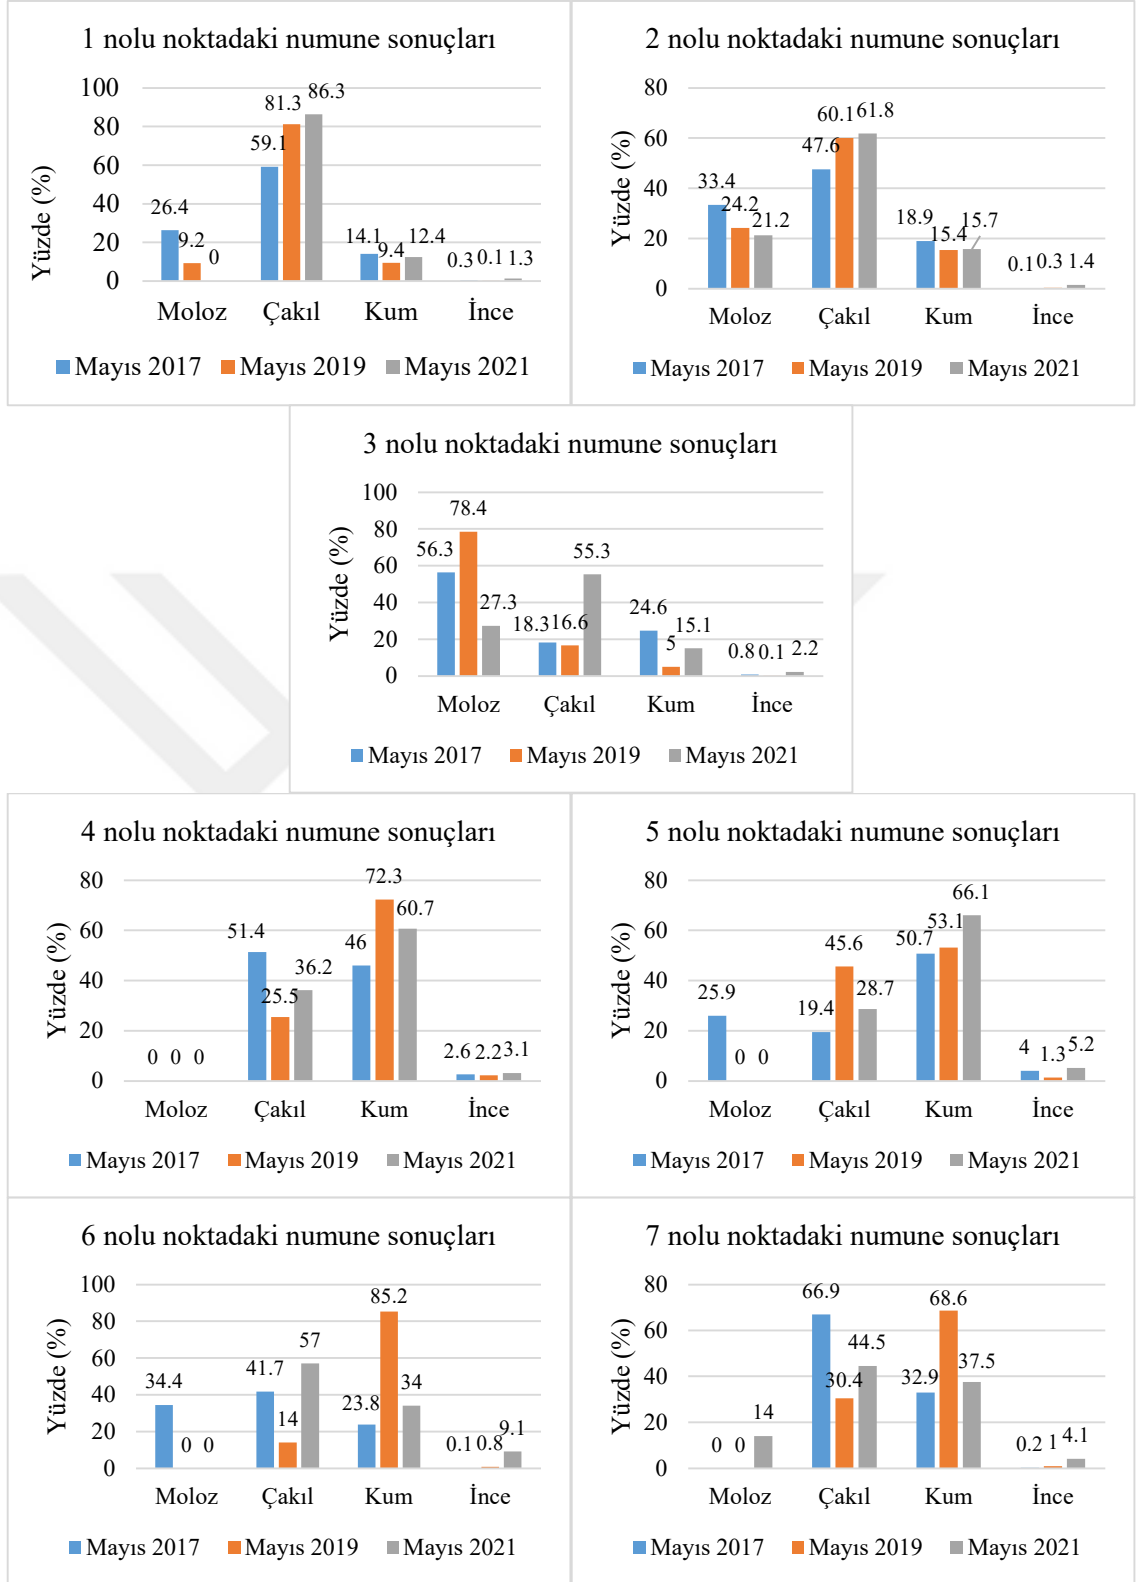 1 nolu noktadaki numune sonuçları
Yüzde (%)
100
80
60
40
20
0
26.4 9.2 0
59.1 81.3 86.3
14.1 9.4 12.4
0.3 0.1 1.3
Moloz Çakıl Kum İnce
Mayıs 2017 Mayıs 2019 Mayıs 2021
2 nolu noktadaki numune sonuçları
Yüzde (%)
80
60
40
20
0
33.4 24.2 21.2
47.6 60.1 61.8
18.9 15.4 15.7
0.1 0.3 1.4
Moloz Çakıl Kum İnce
Mayıs 2017 Mayıs 2019 Mayıs 2021
3 nolu noktadaki numune sonuçları
Yüzde (%)
100
80
60
40
20
0
56.3 78.4 27.3
18.3 16.6 55.3
24.6 5 15.1
0.8 0.1 2.2
Moloz Çakıl Kum İnce
Mayıs 2017 Mayıs 2019 Mayıs 2021
4 nolu noktadaki numune sonuçları
Yüzde (%)
80
60
40
20
0
0 0 0
51.4 25.5 36.2
46 72.3 60.7
2.6 2.2 3.1
Moloz Çakıl Kum İnce
Mayıs 2017 Mayıs 2019 Mayıs 2021
5 nolu noktadaki numune sonuçları
Yüzde (%)
80
60
40
20
0
25.9 0 0
19.4 45.6 28.7
50.7 53.1 66.1
4 1.3 5.2
Moloz Çakıl Kum İnce
Mayıs 2017 Mayıs 2019 Mayıs 2021
6 nolu noktadaki numune sonuçları
Yüzde (%)
100
80
60
40
20
0
34.4 0 0
41.7 14 57
23.8 85.2 34
0.1 0.8 9.1
Moloz Çakıl Kum İnce
Mayıs 2017 Mayıs 2019 Mayıs 2021
7 nolu noktadaki numune sonuçları
Yüzde (%)
80
60
40
20
0
0 0 14
66.9 30.4 44.5
32.9 68.6 37.5
0.2 1 4.1
Moloz Çakıl Kum İnce
Mayıs 2017 Mayıs 2019 Mayıs 2021